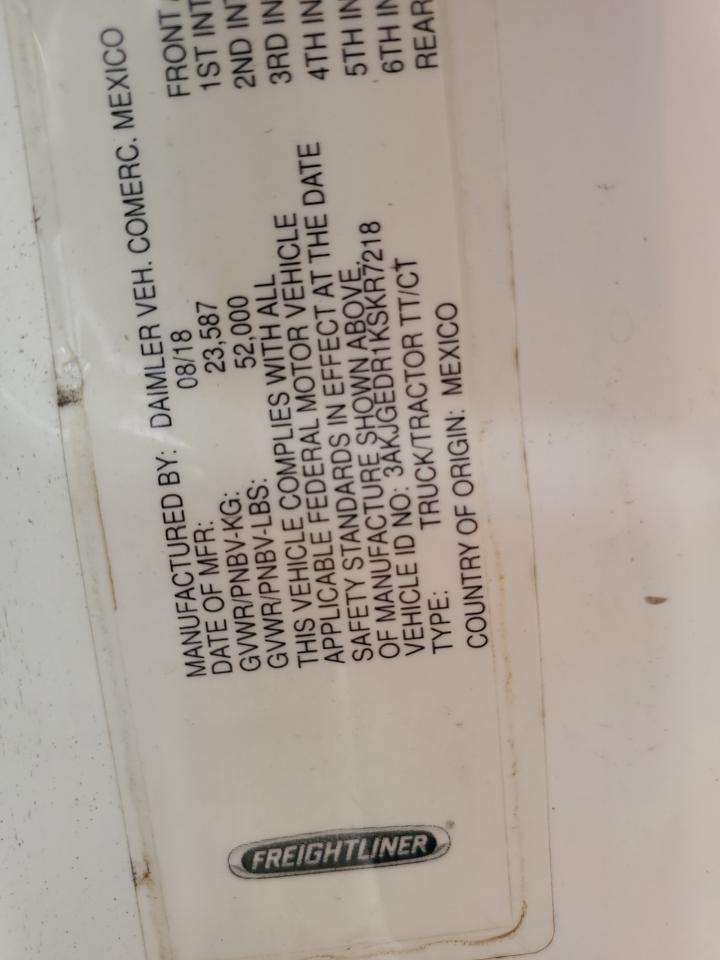 FREIGHTLINER®
MANUFACTURED BY: DAIMLER VEH. COMERC. MEXICO
DATE OF MFR: 08/18
GVWR/PNBV-KG: 23,587
GVWR/PNBV-LBS: 52,000
THIS VEHICLE COMPLIES WITH ALL
APPLICABLE FEDERAL MOTOR VEHICLE
SAFETY STANDARDS IN EFFECT AT THE DATE
OF MANUFACTURE SHOWN ABOVE.
VEHICLE ID NO: 3AKJGEDR1KSKR7218
TYPE: TRUCK/TRACTOR TT/CT
COUNTRY OF ORIGIN: MEXICO
FRONT
1ST INT
2ND INT
3RD IN
4TH IN
5TH IN
6TH IN
REAR